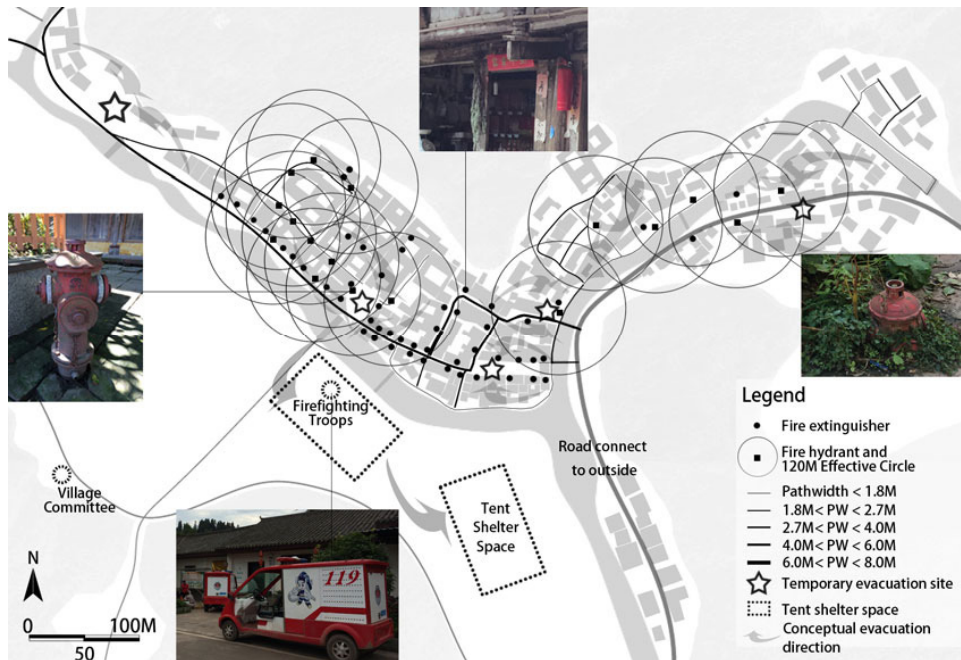 Firefighting
Troops
Village
Committee
Tent
Shelter
Space
Road connect
to outside
119
N
0
50
100M
Legend
Fire extinguisher
Fire hydrant and
120M Effective Circle
Pathwidth < 1.8M
1.8M< PW < 2.7M
2.7M< PW < 4.0M
4.0M< PW < 6.0M
6.0M< PW < 8.0M
Temporary evacuation site
Tent shelter space
Conceptual evacuation
direction